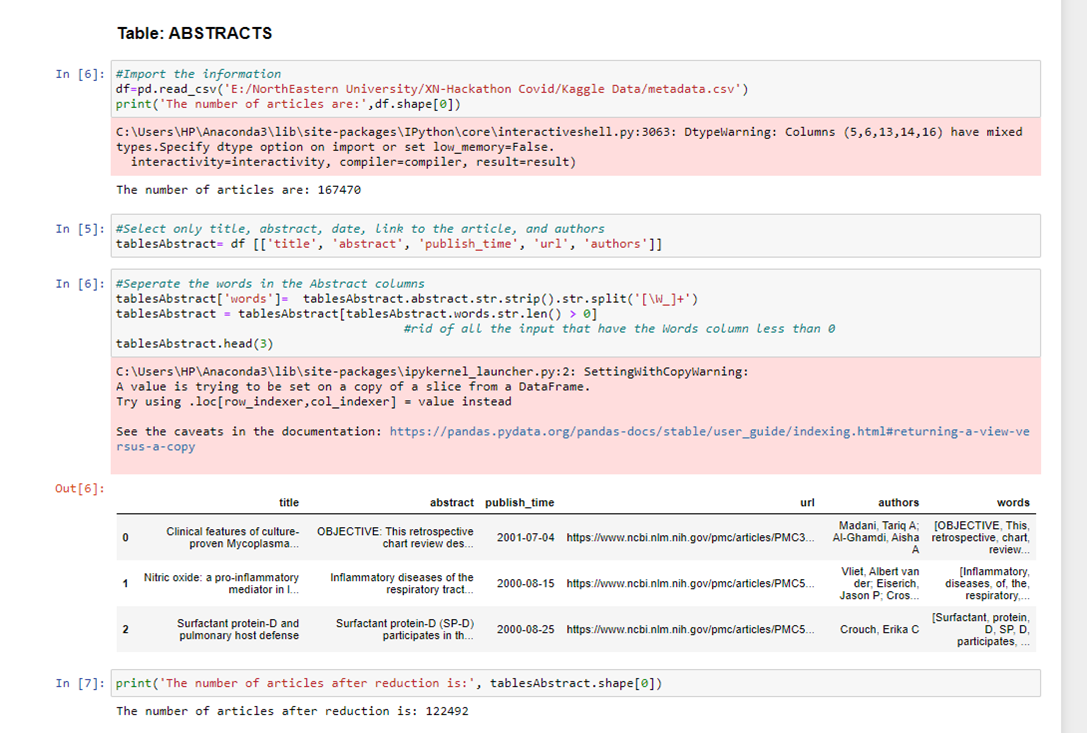 Table: ABSTRACTS
In [6]: #Import the information
df=pd.read_csv('E:/NorthEastern University/XN-Hackathon Covid/Kaggle Data/metadata.csv')
print('The number of articles are:',df.shape[0])
C:\Users\HP\Anaconda3\lib\site-packages\IPython\core\interactiveshell.py:3063: DtypeWarning: Columns (5,6,13,14,16) have mixed
types.Specify dtype option on import or set low_memory=False.
interactivity=interactivity, compiler=compiler, result=result)
The number of articles are: 167470
In [5]: #Select only title, abstract, date, link to the article, and authors
tablesAbstract= df [['title', 'abstract', 'publish_time', 'url', 'authors']]
In [6]: #Seperate the words in the Abstract columns
tablesAbstract['words']=  tablesAbstract.abstract.str.strip().str.split('[\W_]+')
tablesAbstract = tablesAbstract[tablesAbstract.words.str.len() > 0]
#rid of all the input that have the Words column less than 0
tablesAbstract.head(3)
C:\Users\HP\Anaconda3\lib\site-packages\ipykernel_launcher.py:2: SettingWithCopyWarning:
A value is trying to be set on a copy of a slice from a DataFrame.
Try using .loc[row_indexer,col_indexer] = value instead
See the caveats in the documentation: https://pandas.pydata.org/pandas-docs/stable/user_guide/indexing.html#returning-a-view-ve
rsus-a-copy
Out[6]:
title abstract publish_time url authors words
0 Clinical features of culture-
proven Mycoplasma... OBJECTIVE: This retrospective
chart review des... 2001-07-04 https://www.ncbi.nlm.nih.gov/pmc/articles/PMC3... Madani, Tariq A;
Al-Ghamdi, Aisha
A [OBJECTIVE, This,
retrospective, chart,
review...
1 Nitric oxide: a pro-inflammatory
mediator in l... Inflammatory diseases of the
respiratory tract... 2000-08-15 https://www.ncbi.nlm.nih.gov/pmc/articles/PMC5... Vliet, Albert van
der; Eiserich,
Jason P; Cros... [Inflammatory,
diseases, of, the,
respiratory,...
2 Surfactant protein-D and
pulmonary host defense Surfactant protein-D (SP-D)
participates in th... 2000-08-25 https://www.ncbi.nlm.nih.gov/pmc/articles/PMC5... Crouch, Erika C [Surfactant, protein,
D, SP, D,
participates, ...
In [7]: print('The number of articles after reduction is:', tablesAbstract.shape[0])
The number of articles after reduction is: 122492